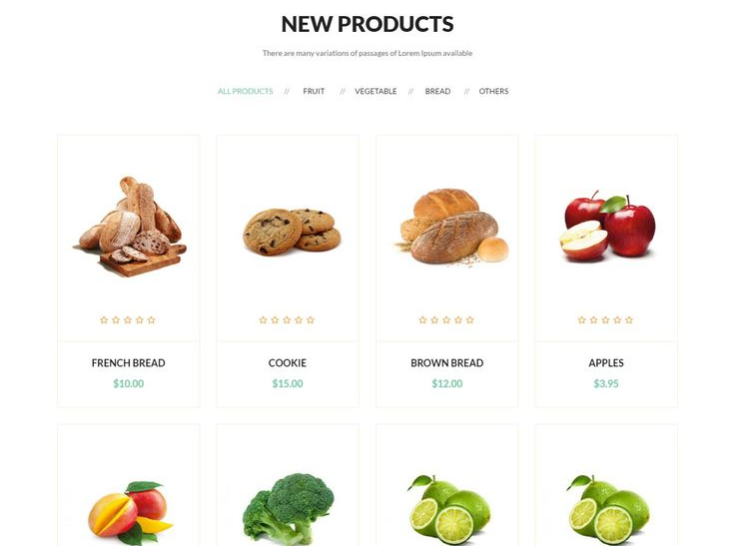 NEW PRODUCTS
There are many variations of passages of Lorem Ipsum available
ALL PRODUCTS // FRUIT // VEGETABLE // BREAD // OTHERS
FRENCH BREAD COOKIE BROWN BREAD APPLES
$10.00 $15.00 $12.00 $3.95